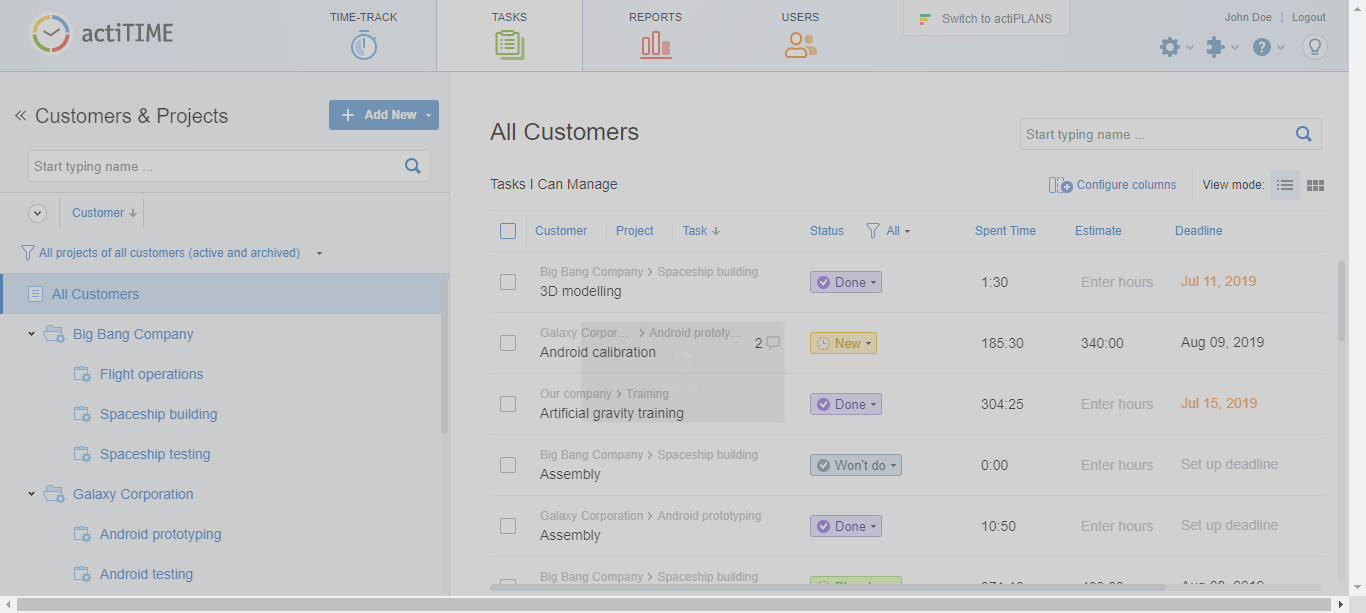 actiTIME
TIME-TRACK
TASKS
REPORTS
USERS
Switch to actiPLANS
John Doe | Logout
Customers & Projects
Add New
Start typing name ...
Customer
All projects of all customers (active and archived)
All Customers
Big Bang Company
Flight operations
Spaceship building
Spaceship testing
Galaxy Corporation
Android prototyping
Android testing
All Customers
Start typing name ...
Tasks I Can Manage
Configure columns
View mode:
Customer Project Task Status All Spent Time Estimate Deadline
Big Bang Company > Spaceship building
3D modelling Done 1:30 Enter hours Jul 11, 2019
Galaxy Corpor... > Android prototy...
Android calibration 2 New 185:30 340:00 Aug 09, 2019
Our company > Training
Artificial gravity training Done 304:25 Enter hours Jul 15, 2019
Big Bang Company > Spaceship building
Assembly Won't do 0:00 Enter hours Set up deadline
Galaxy Corporation > Android prototyping
Assembly Done 10:50 Enter hours Set up deadline
Big Bang Company > Spaceship building